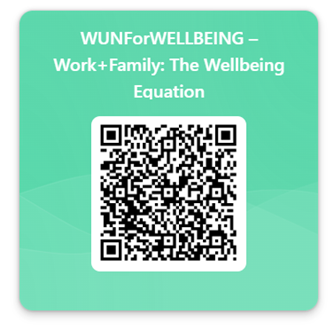 WUNForWELLBEING –
Work+Family: The Wellbeing
Equation